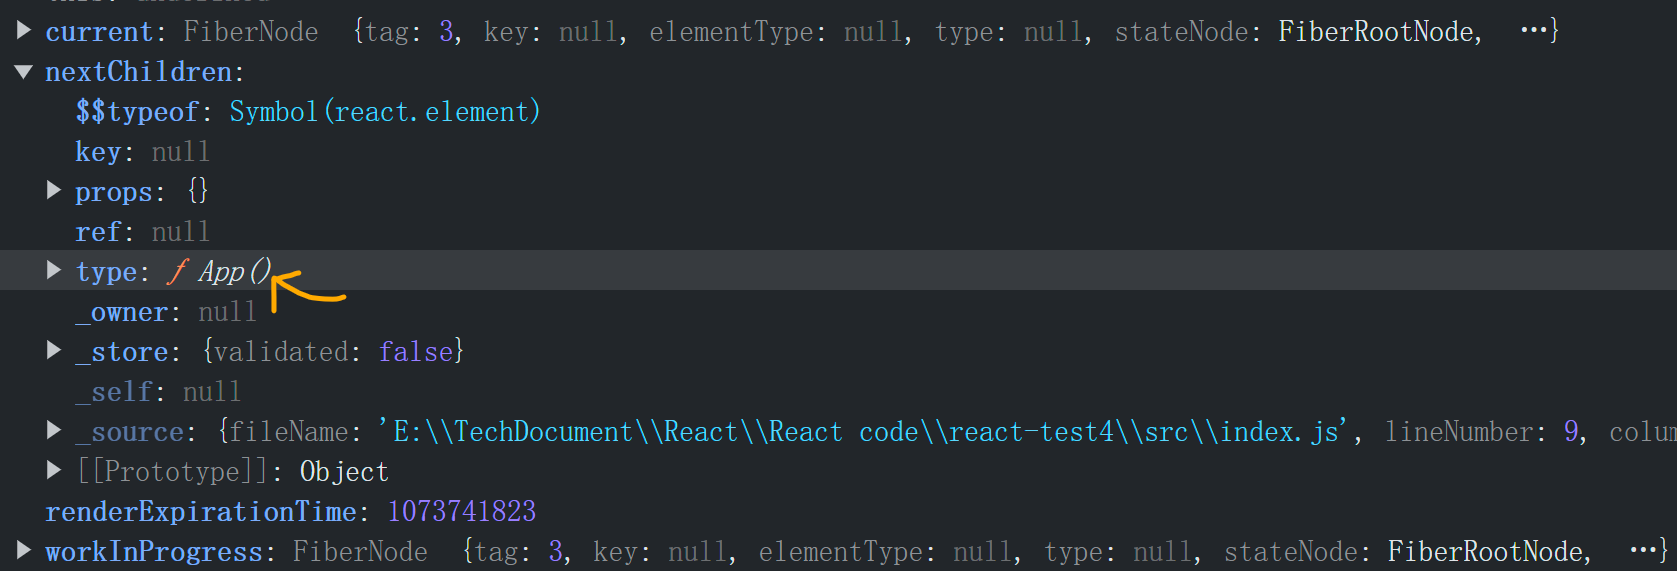 current: FiberNode {tag: 3, key: null, elementType: null, type: null, stateNode: FiberRootNode, …}
nextChildren:
$$typeof: Symbol(react.element)
key: null
props: {}
ref: null
type: ƒ App()
_owner: null
_store: {validated: false}
_self: null
_source: {fileName: 'E:\\TechDocument\\React\\React code\\react-test4\\src\\index.js', lineNumber: 9, colum
[[Prototype]]: Object
renderExpirationTime: 1073741823
workInProgress: FiberNode {tag: 3, key: null, elementType: null, type: null, stateNode: FiberRootNode, …}